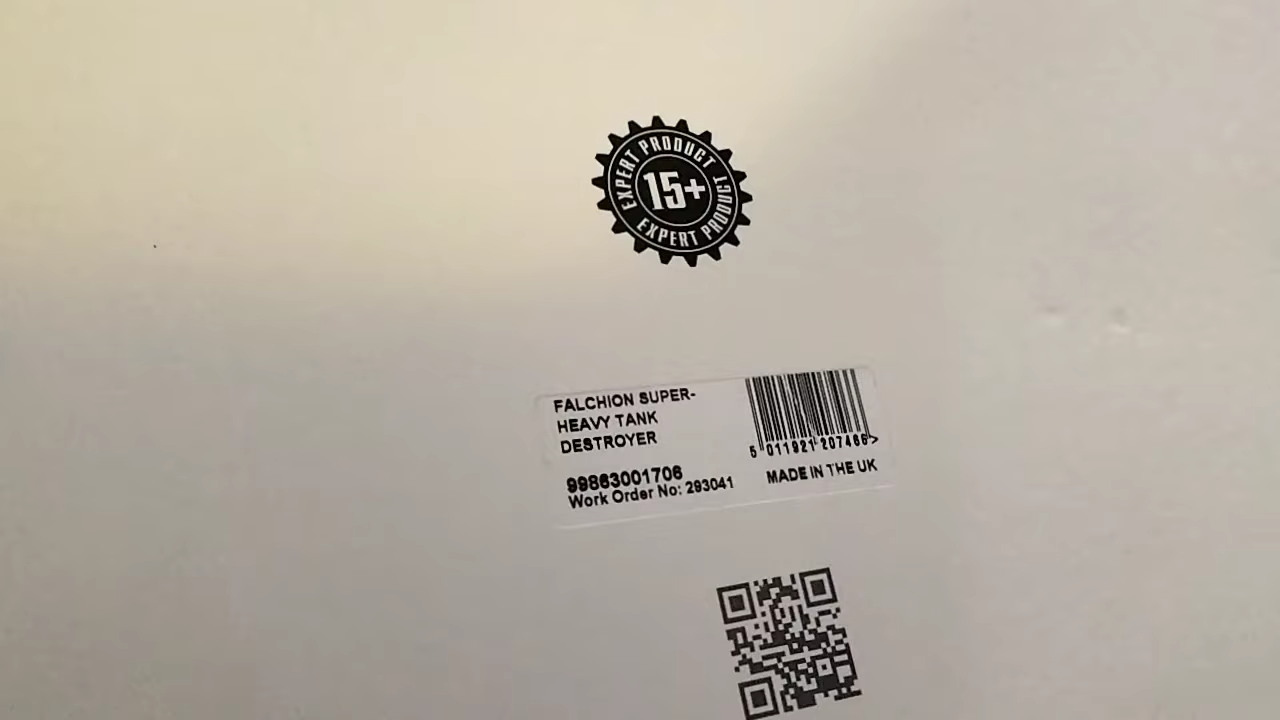 EXPERT PRODUCT
15+
EXPERT PRODUCT
FALCHION SUPER-
HEAVY TANK
DESTROYER
99863001706
Work Order No: 293041
5 011921 207466 >
MADE IN THE UK